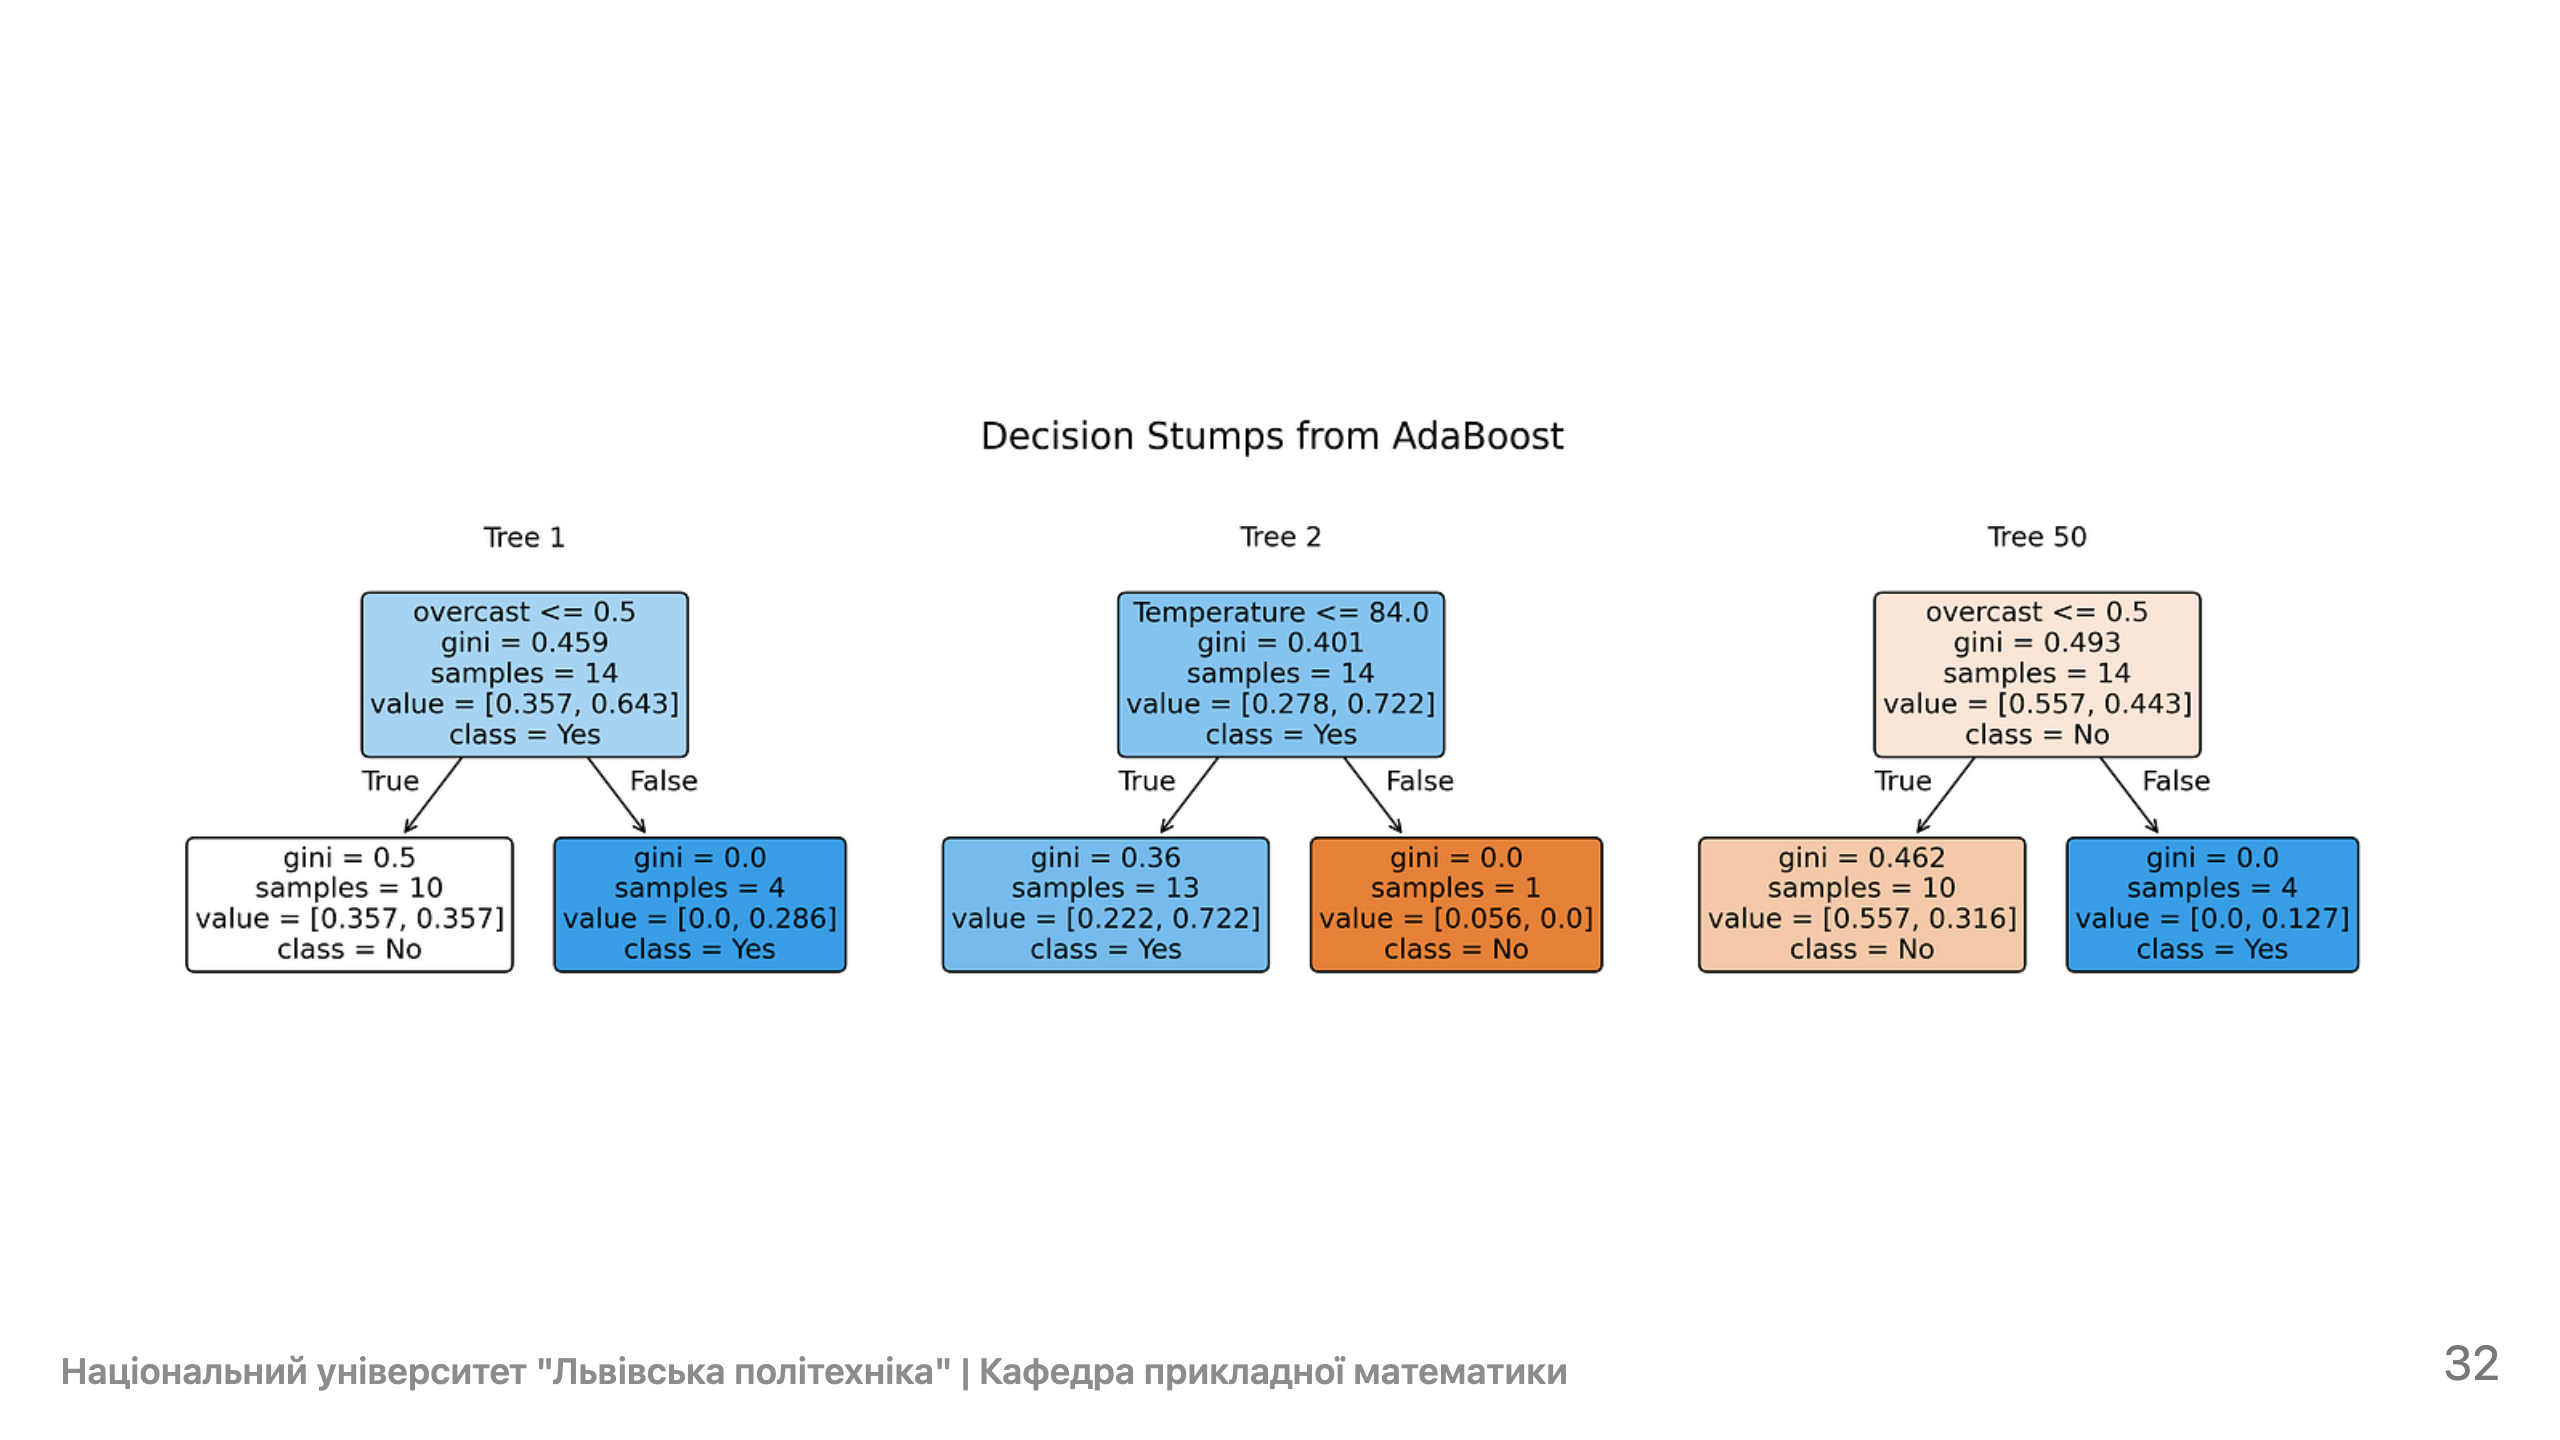 Decision Stumps from AdaBoost
Tree 1
overcast <= 0.5
gini = 0.459
samples = 14
value = [0.357, 0.643]
class = Yes
True
False
gini = 0.5
samples = 10
value = [0.357, 0.357]
class = No
gini = 0.0
samples = 4
value = [0.0, 0.286]
class = Yes
Tree 2
Temperature <= 84.0
gini = 0.401
samples = 14
value = [0.278, 0.722]
class = Yes
True
False
gini = 0.36
samples = 13
value = [0.222, 0.722]
class = Yes
gini = 0.0
samples = 1
value = [0.056, 0.0]
class = No
Tree 50
overcast <= 0.5
gini = 0.493
samples = 14
value = [0.557, 0.443]
class = No
True
False
gini = 0.462
samples = 10
value = [0.557, 0.316]
class = No
gini = 0.0
samples = 4
value = [0.0, 0.127]
class = Yes
Національний університет "Львівська політехніка" | Кафедра прикладної математики
32